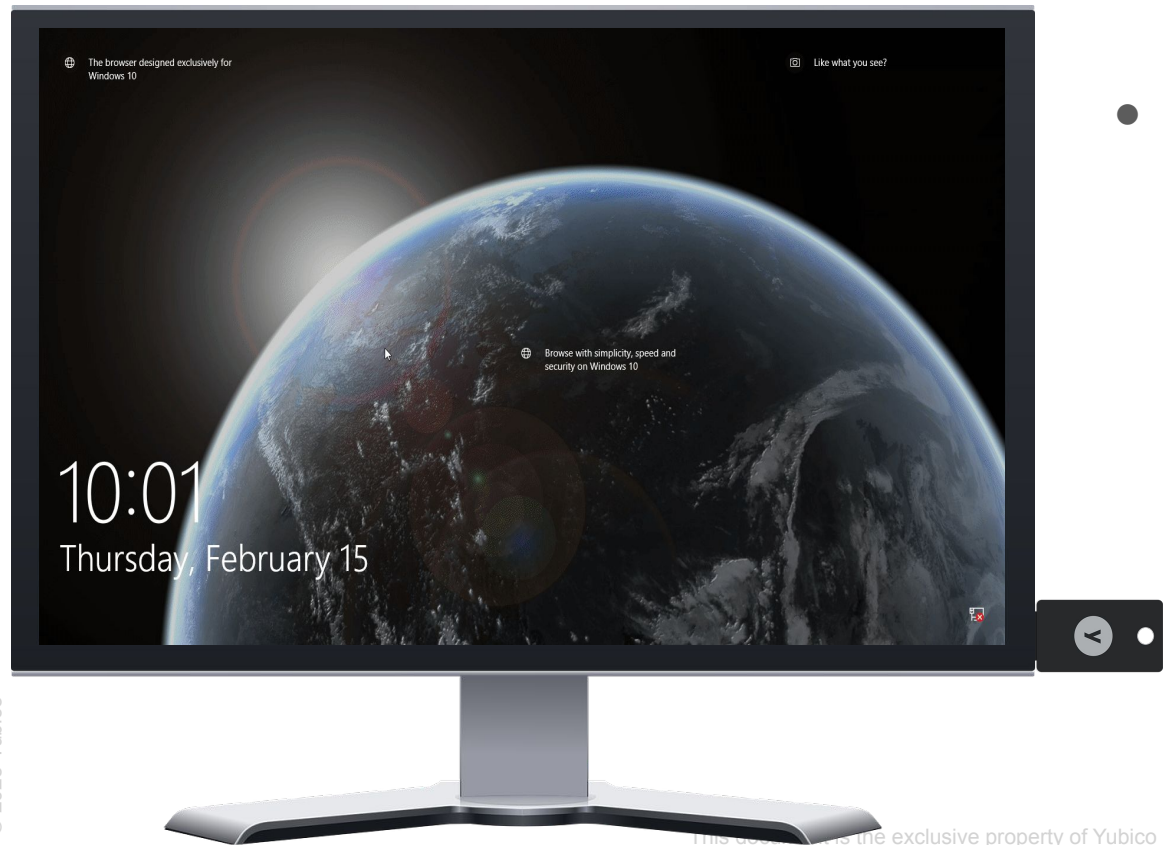 The browser designed exclusively for
Windows 10
Like what you see?
Browse with simplicity, speed and
security on Windows 10
10:01
Thursday, February 15
is the exclusive property of Yubico